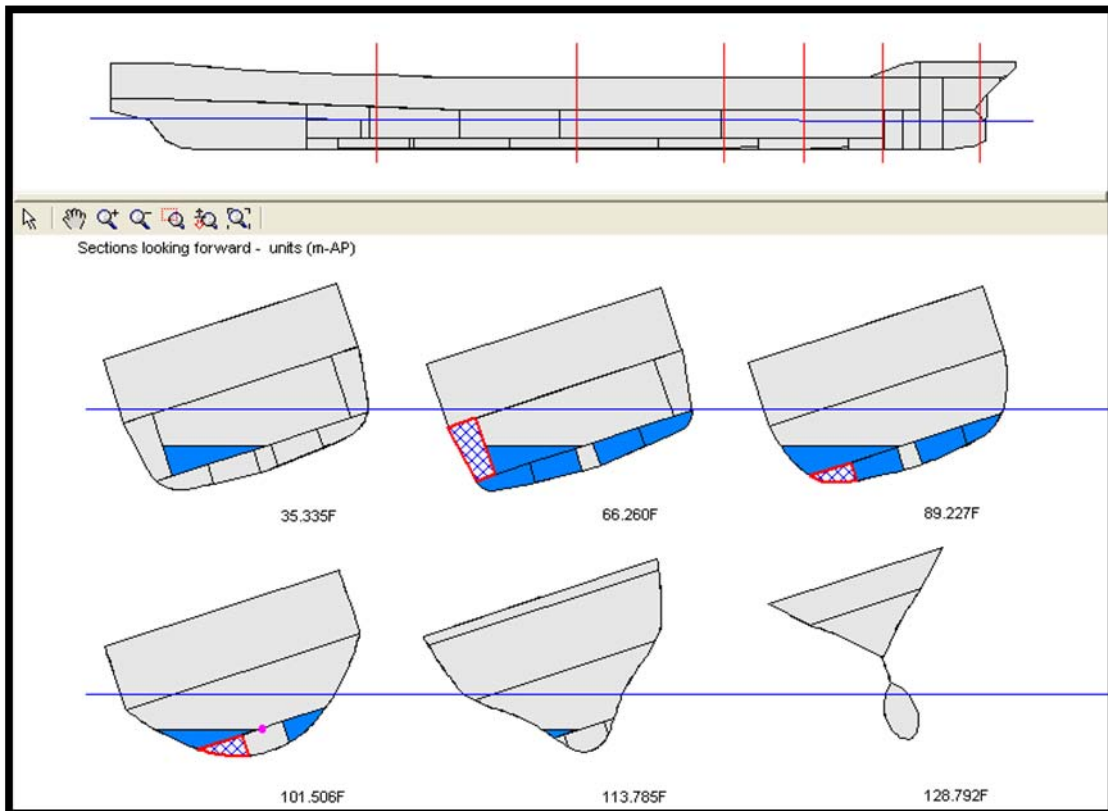 Sections looking forward - units (m-AP)
35.335F
66.260F
89.227F
101.506F
113.785F
128.792F